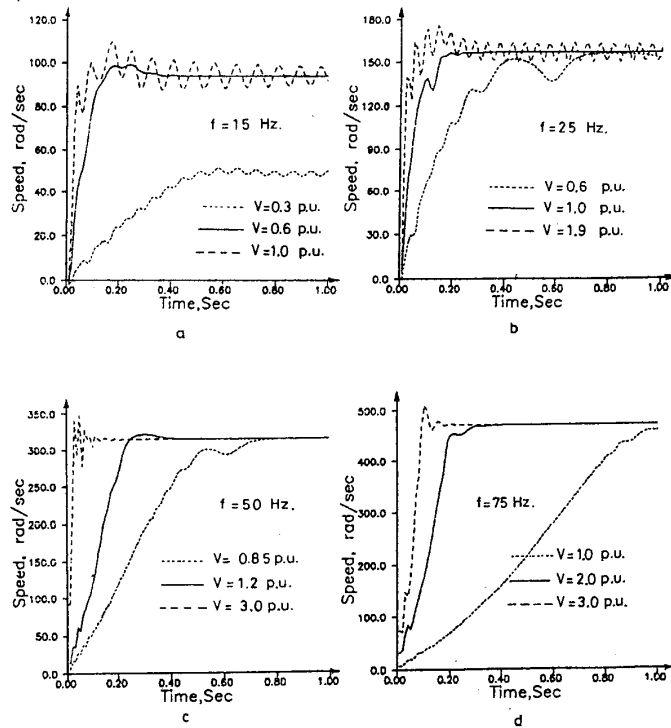 120.0
100.0
80.0
60.0
40.0
20.0
0.0
Speed, rad/sec
f = 15 Hz.
V=0.3 p.u.
V=0.6 p.u.
V=1.0 p.u.
0.00 0.20 0.40 0.60 0.80 1.00
Time,Sec
a
180.0
150.0
120.0
90.0
60.0
30.0
0.00
Speed, rad/sec
f = 25 Hz.
V=0.6 p.u.
V=1.0 p.u.
V=1.9 p.u.
0.00 0.20 0.40 0.60 0.80 1.00
Time,Sec
b
350.0
300.0
250.0
200.0
150.0
100.0
50.0
0.0
Speed, rad/sec
f = 50 Hz.
V= 0.85 p.u.
V= 1.2 p.u.
V= 3.0 p.u.
0.00 0.20 0.40 0.60 0.80 1.00
Time,Sec
c
500.0
400.0
300.0
200.0
100.0
0.0
Speed, rad/sec
f=75 Hz.
V=1.0 p.u.
V=2.0 p.u.
V=3.0 p.u.
0.00 0.20 0.40 0.60 0.80 1.00
Time,Sec
d